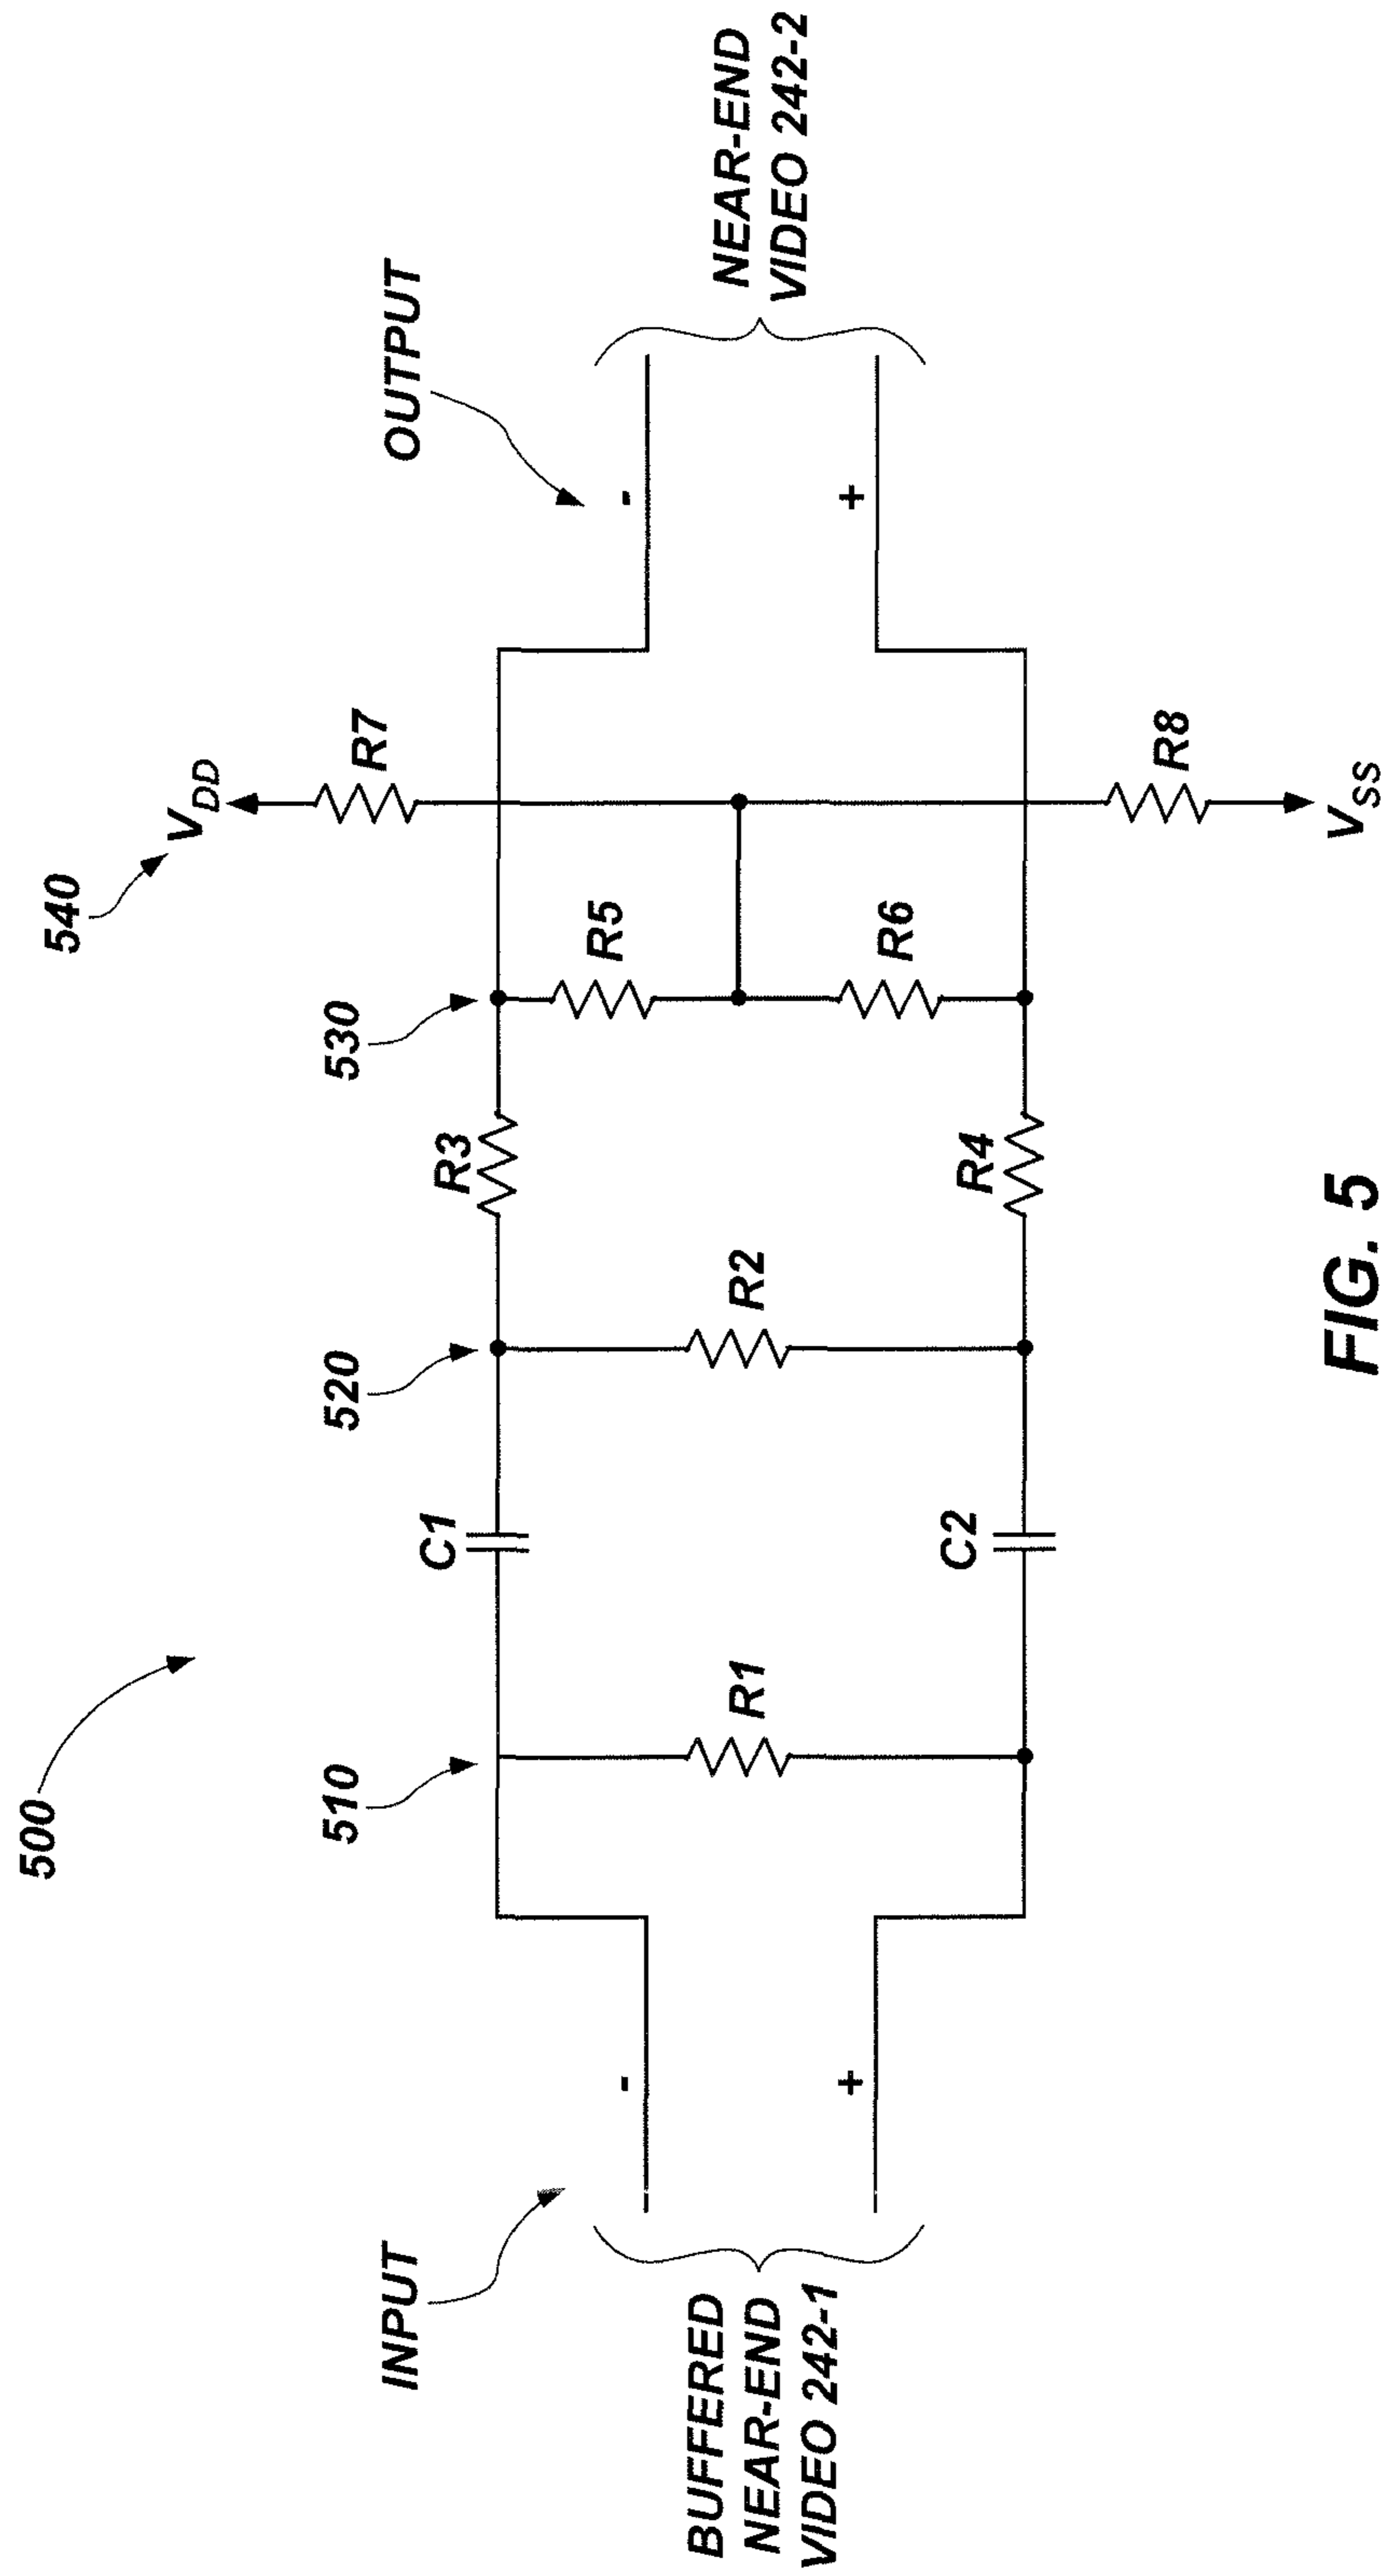 500
540
V_DD
R7
INPUT
510
520
530
OUTPUT
C1
R3
-
-
R5
BUFFERED
NEAR-END
VIDEO 242-1
R1
R2
NEAR-END
VIDEO 242-2
+
+
R6
C2
R4
R8
V_SS
FIG. 5